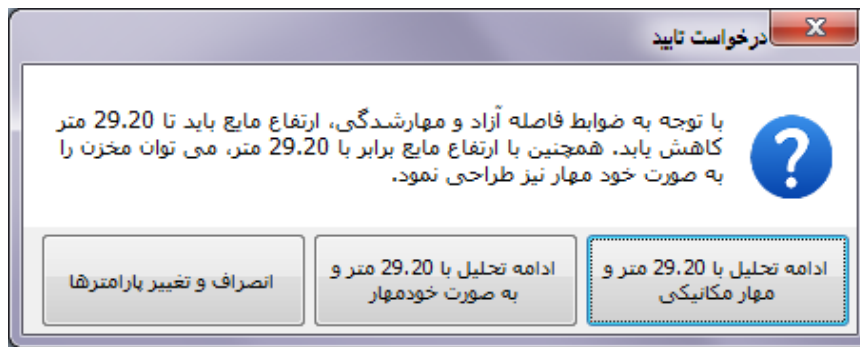 درخواست تایید
با توجه به ضوابط فاصله آزاد و مهارشدگی، ارتفاع مایع باید تا 29.20 متر
کاهش یابد. همچنین با ارتفاع مایع برابر با 29.20 متر، می توان مخزن را
به صورت خود مهار نیز طراحی نمود.
ادامه تحلیل با 29.20 متر و
مهار مکانیکی
ادامه تحلیل با 29.20 متر و
به صورت خودمهار
انصراف و تغییر پارامترها